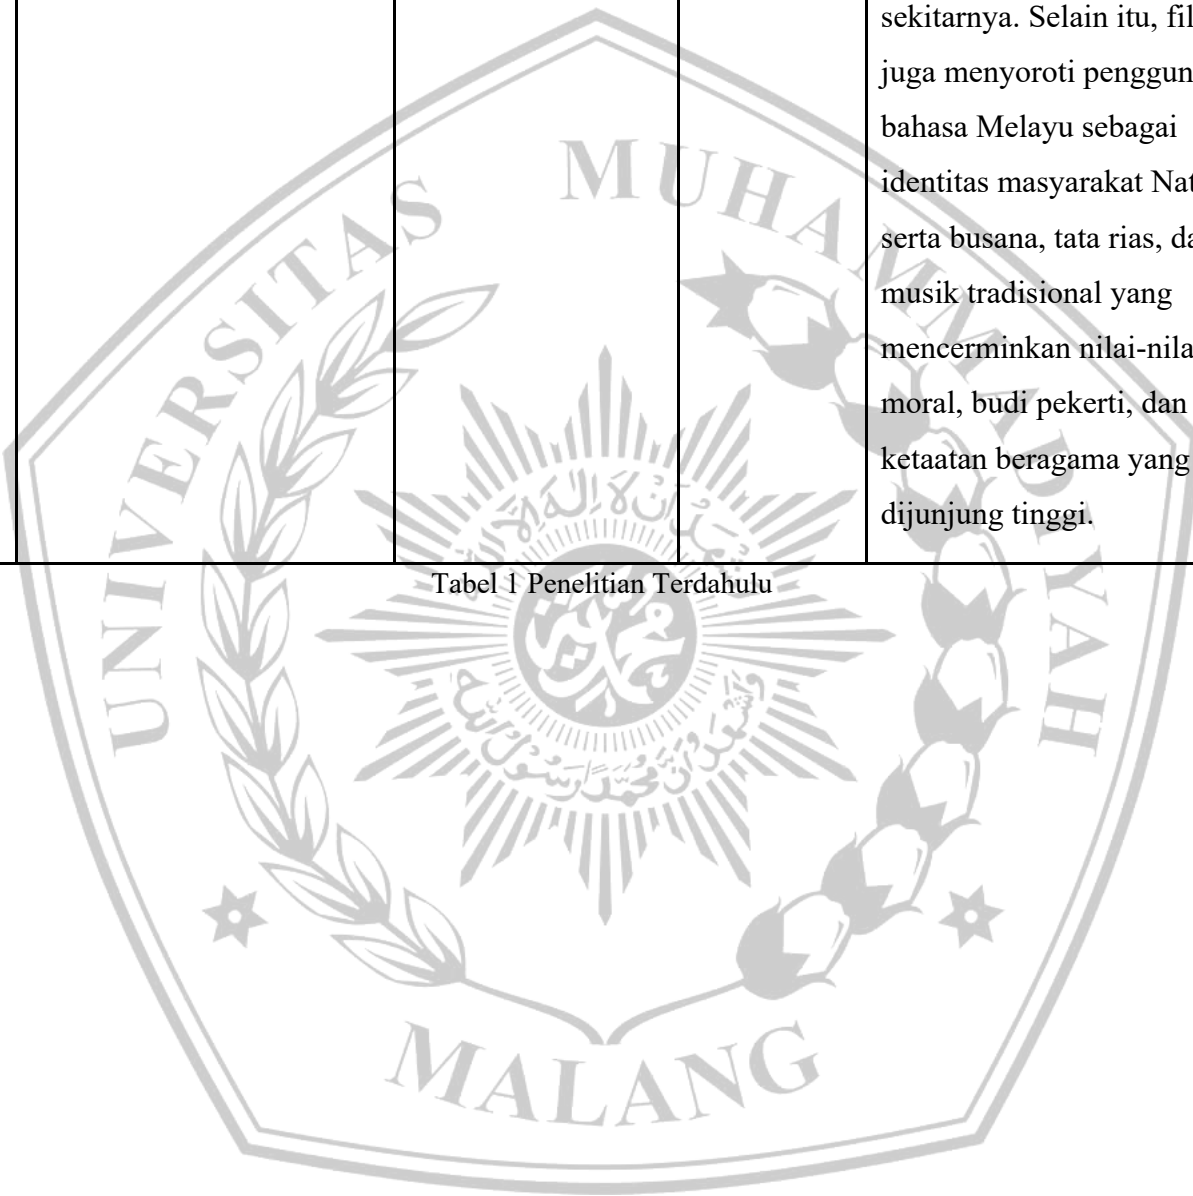 sekitarnya. Selain itu, fil
juga menyoroti penggun
bahasa Melayu sebagai
identitas masyarakat Nat
serta busana, tata rias, da
musik tradisional yang
mencerminkan nilai-nila
moral, budi pekerti, dan
ketaatan beragama yang
dijunjung tinggi.
Tabel 1 Penelitian Terdahulu
UNIVERSITAS MUHAMMADIYAH
MALANG